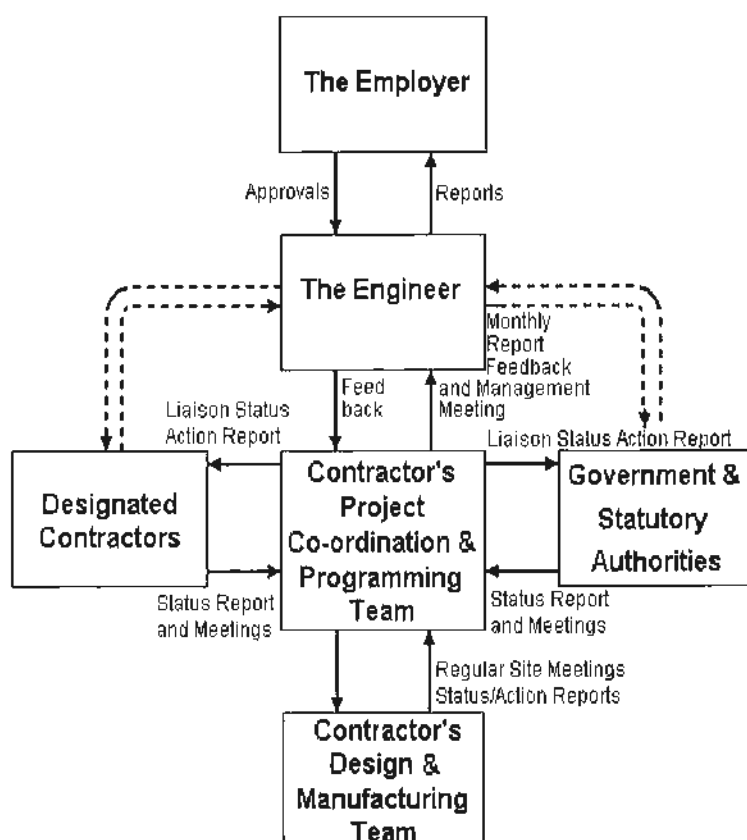 The Employer
Approvals
Reports
The Engineer
Monthly
Report
Feedback
and Management
Meeting
Feed
back
Liaison Status
Action Report
Liaison Status Action Report
Designated
Contractors
Contractor's
Project
Co-ordination &
Programming
Team
Government &
Statutory
Authorities
Status Report
and Meetings
Status Report
and Meetings
Regular Site Meetings
Status/Action Reports
Contractor's
Design &
Manufacturing
Team